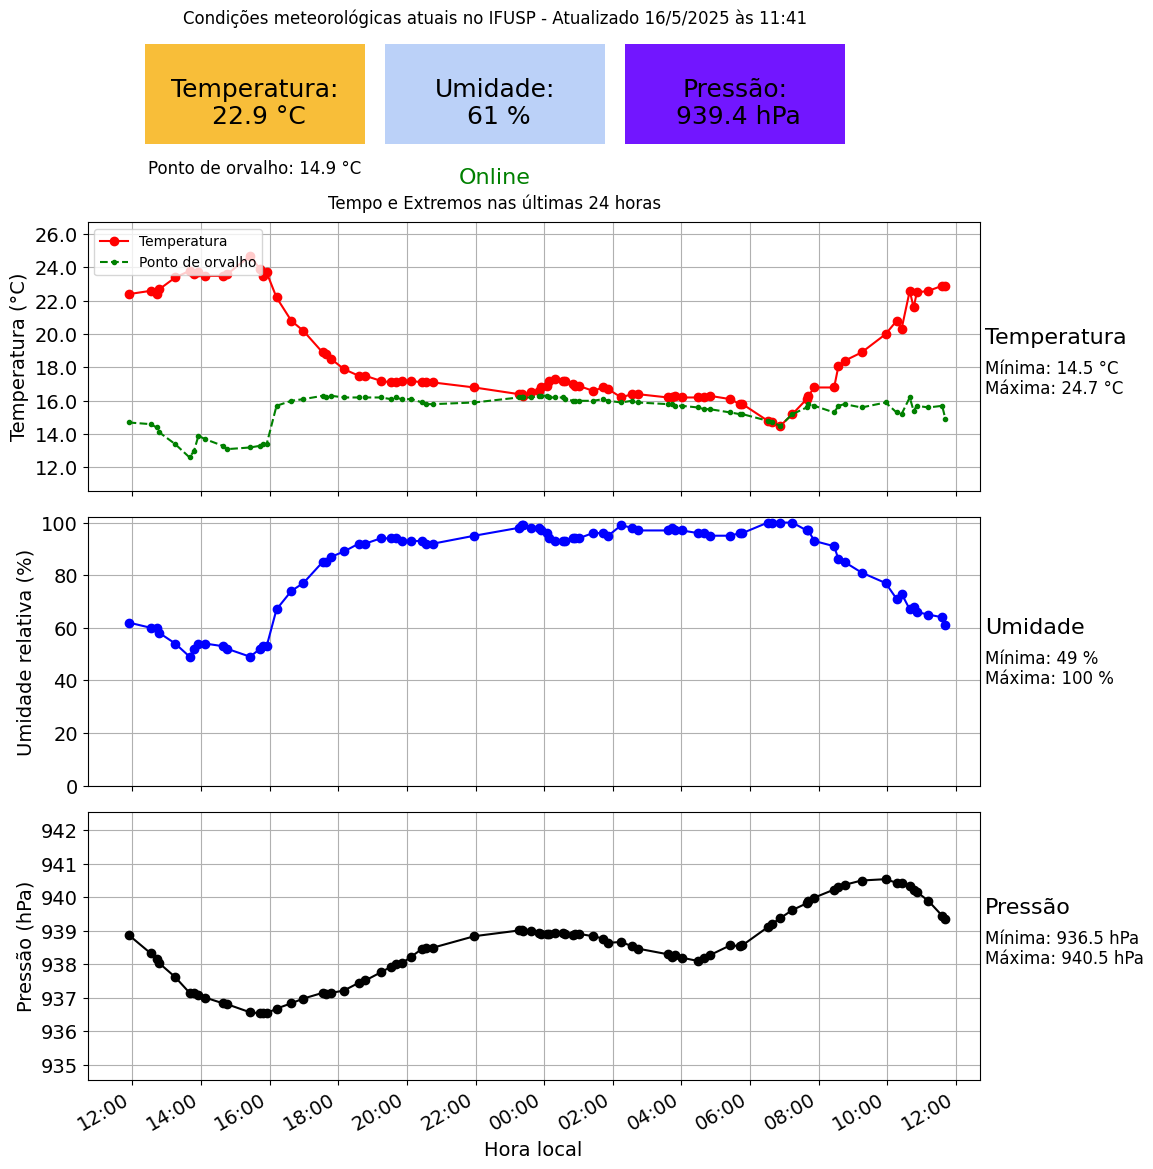 Condições meteorológicas atuais no IFUSP - Atualizado 16/5/2025 às 11:41
Temperatura:
22.9 °C
Umidade:
61 %
Pressão:
939.4 hPa
Ponto de orvalho: 14.9 °C
Online
Tempo e Extremos nas últimas 24 horas
Temperatura (°C)
26.0
24.0
22.0
20.0
18.0
16.0
14.0
12.0
Temperatura
Ponto de orvalho
Temperatura
Mínima: 14.5 °C
Máxima: 24.7 °C
Umidade relativa (%)
100
80
60
40
20
0
Umidade
Mínima: 49 %
Máxima: 100 %
Pressão (hPa)
942
941
940
939
938
937
936
935
Pressão
Mínima: 936.5 hPa
Máxima: 940.5 hPa
12:00 14:00 16:00 18:00 20:00 22:00 00:00 02:00 04:00 06:00 08:00 10:00 12:00
Hora local